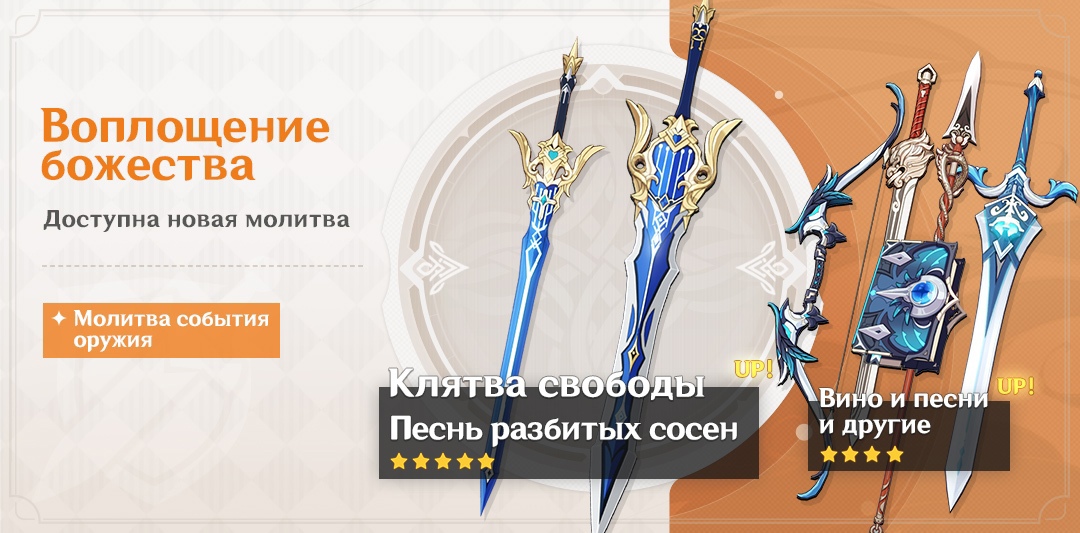 Воплощение
божества
Доступна новая молитва
✦ Молитва события
оружия
Клятва свободы
Песнь разбитых сосен
★★★★★
UP!
Вино и песни
и другие
★★★★
UP!